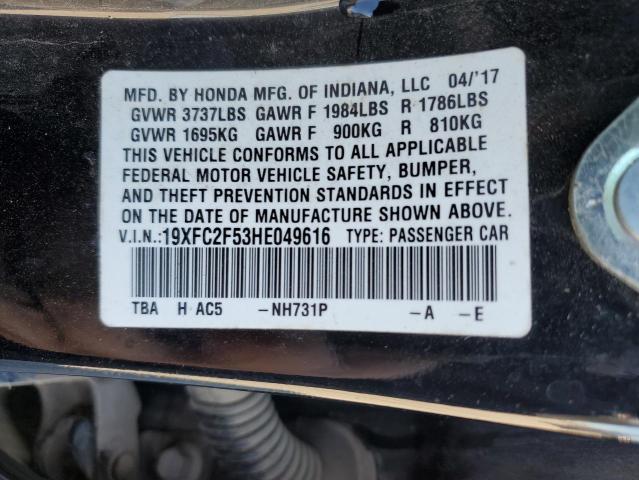 MFD. BY HONDA MFG. OF INDIANA, LLC 04/'17
GVWR 3737LBS GAWR F 1984LBS R 1786LBS
GVWR 1695KG GAWR F 900KG R 810KG
THIS VEHICLE CONFORMS TO ALL APPLICABLE
FEDERAL MOTOR VEHICLE SAFETY, BUMPER,
AND THEFT PREVENTION STANDARDS IN EFFECT
ON THE DATE OF MANUFACTURE SHOWN ABOVE.
V.I.N.:19XFC2F53HE049616 TYPE: PASSENGER CAR
TBA H AC5 -NH731P -A -E